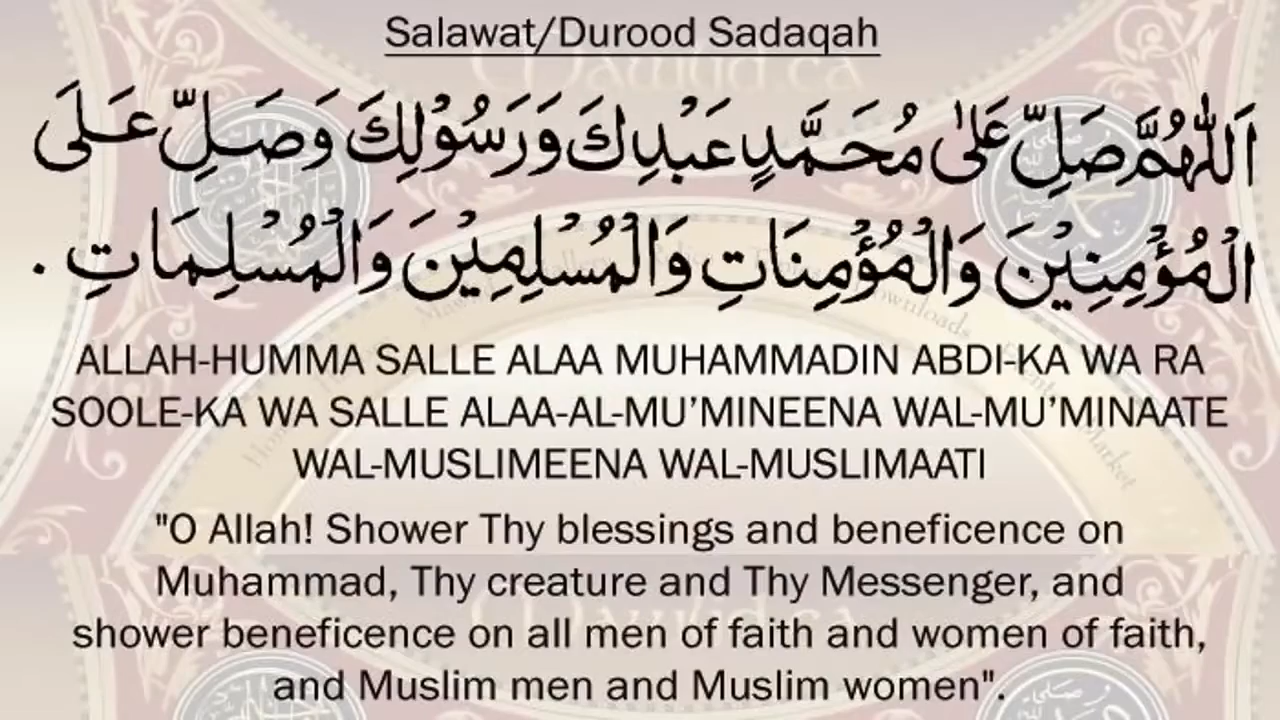 Salawat/Durood Sadaqah
اَللّٰهُمَّ صَلِّ عَلٰى مُحَمَّدٍ عَبْدِكَ وَرَسُوْلِكَ وَصَلِّ عَلَى
الْمُؤْمِنِيْنَ وَالْمُؤْمِنَاتِ وَالْمُسْلِمِيْنَ وَالْمُسْلِمَاتِ .
ALLAH-HUMMA SALLE ALAA MUHAMMADIN ABDI-KA WA RA
SOOLE-KA WA SALLE ALAA-AL-MU’MINEENA WAL-MU’MINAATE
WAL-MUSLIMEENA WAL-MUSLIMAATI
"O Allah! Shower Thy blessings and beneficence on
Muhammad, Thy creature and Thy Messenger, and
shower beneficence on all men of faith and women of faith,
and Muslim men and Muslim women".